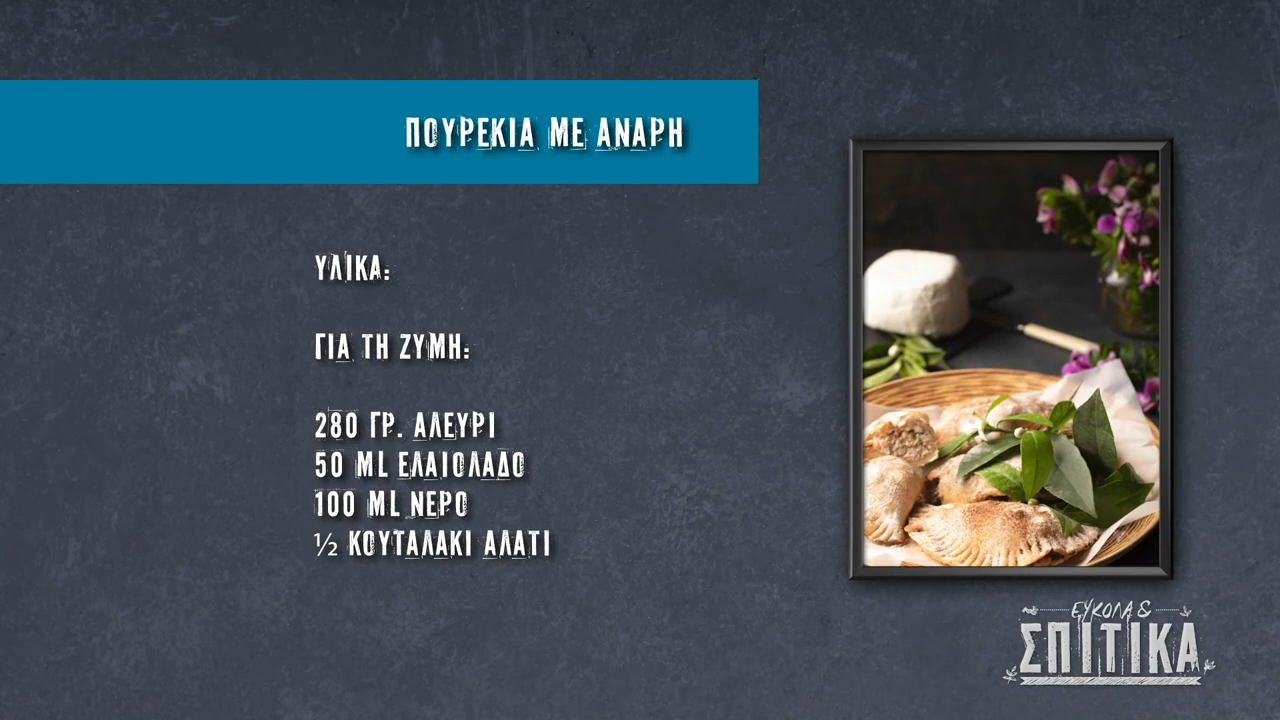 ΠΟΥΡΕΚΙΑ ΜΕ ΑΝΑΡΗ
ΥΛΙΚΑ:
ΓΙΑ ΤΗ ΖΥΜΗ:
280 ΓΡ. ΑΛΕΥΡΙ
50 ML ΕΛΑΙΟΛΑΔΟ
100 ML ΝΕΡΟ
½ ΚΟΥΤΑΛΑΚΙ ΑΛΑΤΙ
ΕΥΚΟΛΑ &
ΣΠΙΤΙΚΑ